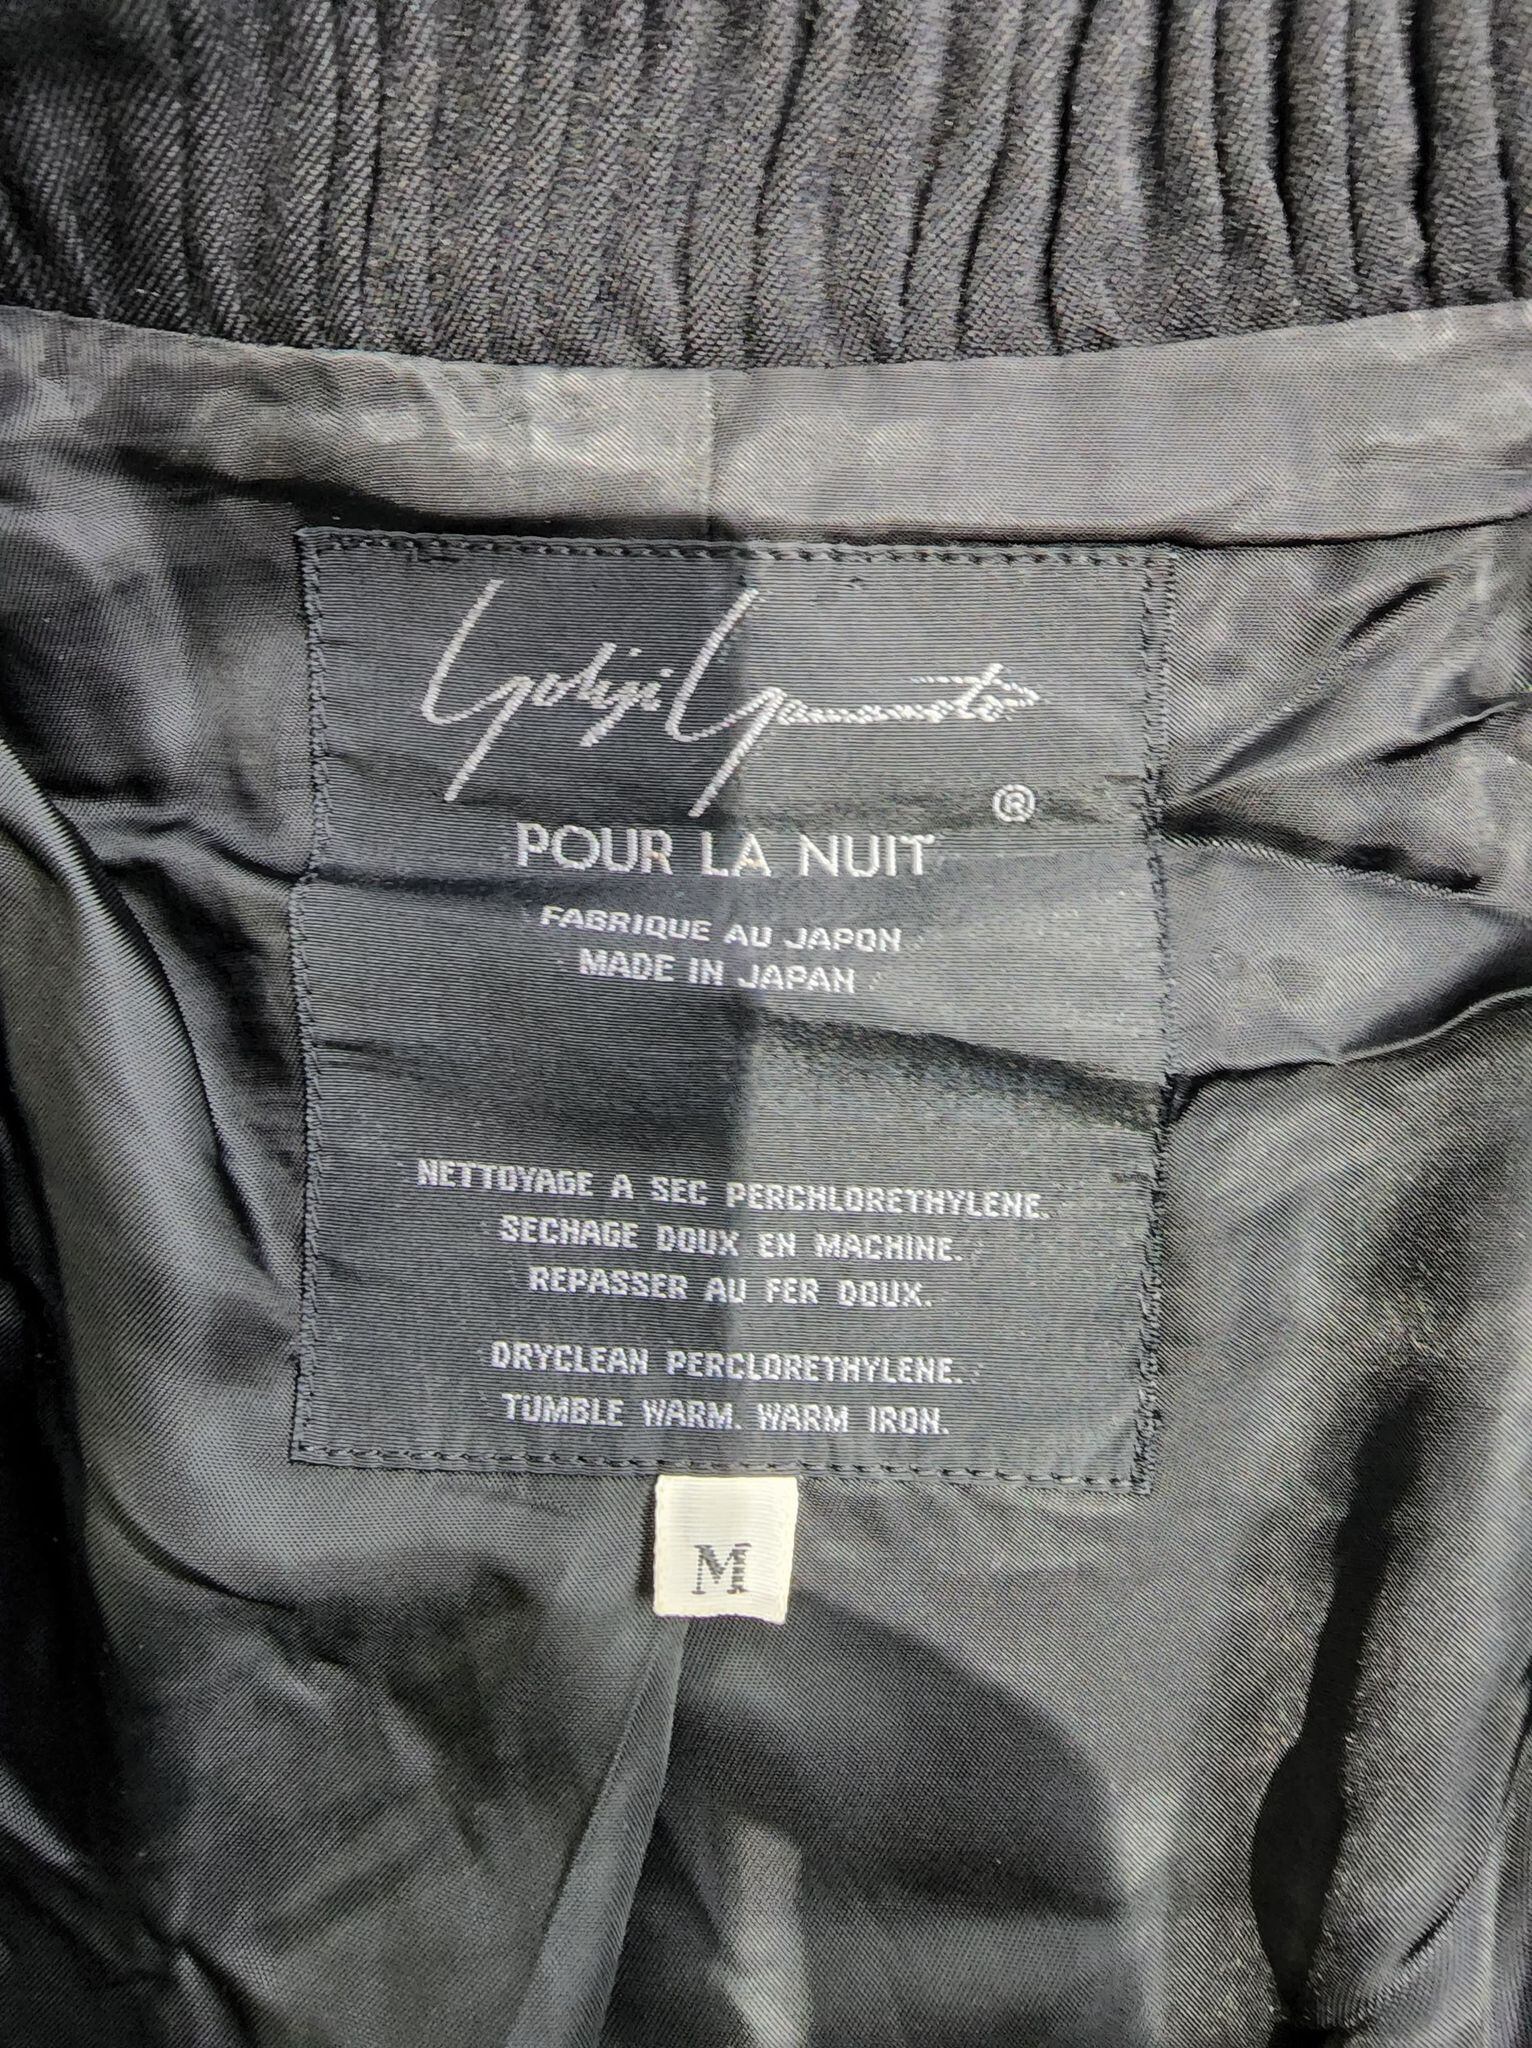 Yohji Yamamoto
®
POUR LA NUIT
FABRIQUE AU JAPON
MADE IN JAPAN
NETTOYAGE A SEC PERCHLORETHYLENE.
SECHAGE DOUX EN MACHINE.
REPASSER AU FER DOUX.
DRYCLEAN PERCLORETHYLENE.
TUMBLE WARM. WARM IRON.
M